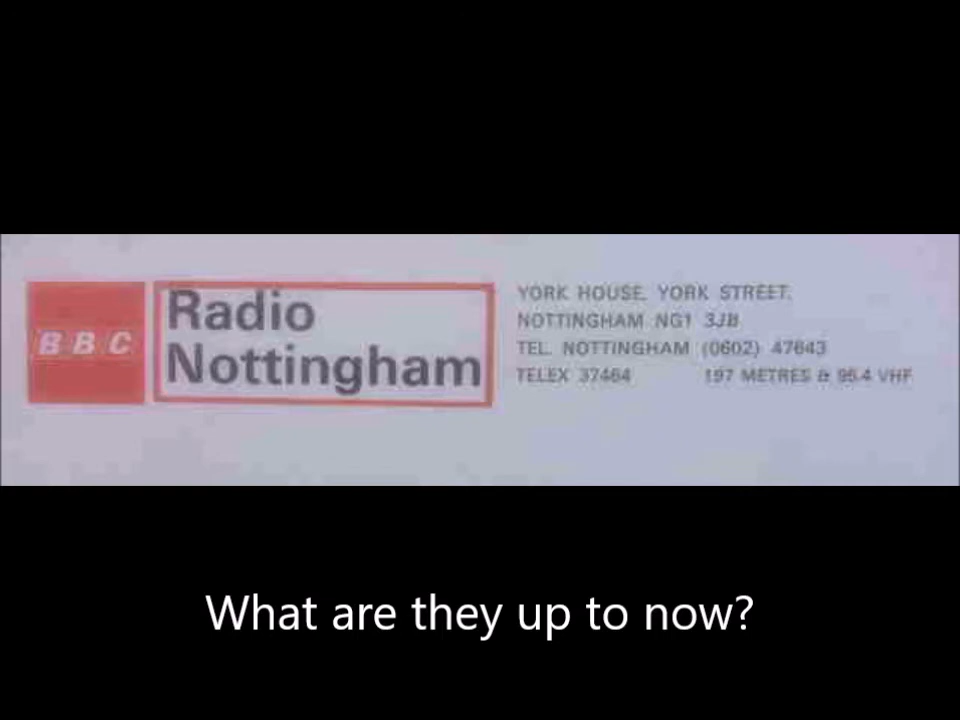 BBC
Radio
Nottingham
YORK HOUSE, YORK STREET,
NOTTINGHAM NG1 3JB
TEL. NOTTINGHAM (0602) 47643
TELEX 37464 197 METRES & 95.4 VHF
What are they up to now?